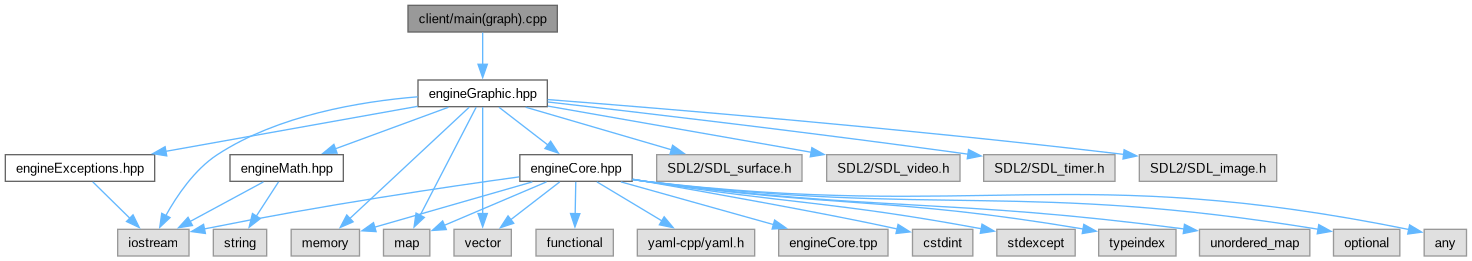 client/main(graph).cpp
engineGraphic.hpp
engineExceptions.hpp
engineMath.hpp
engineCore.hpp
SDL2/SDL_surface.h
SDL2/SDL_video.h
SDL2/SDL_timer.h
SDL2/SDL_image.h
iostream
string
memory
map
vector
functional
yaml-cpp/yaml.h
engineCore.tpp
cstdint
stdexcept
typeindex
unordered_map
optional
any